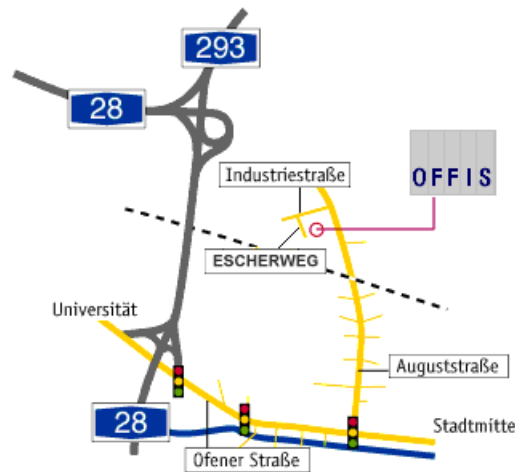 293
28
Industriestraße
OFFIS
ESCHERWEG
Universität
Auguststraße
28
Stadtmitte
Ofener Straße